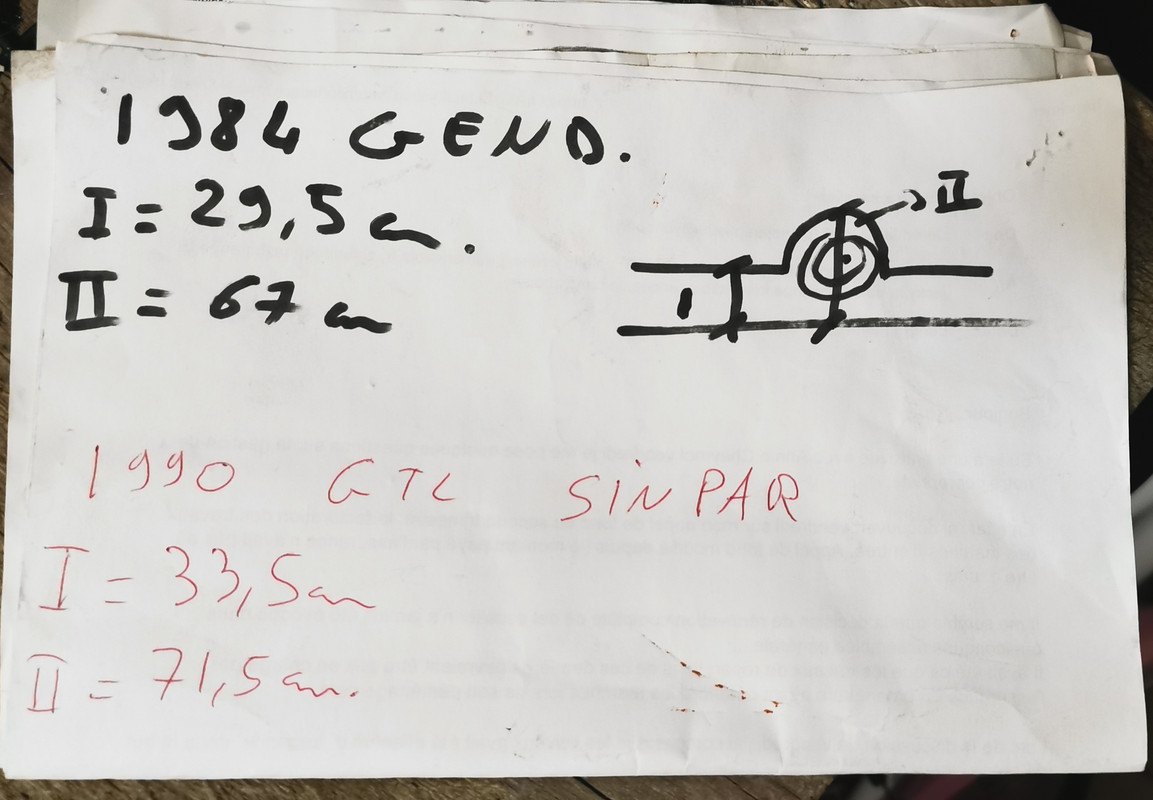 1984 GEND.
I = 29,5 cm.
II = 67 cm
II
I
1990 GTL SINPAR
I = 33,5 cm
II = 71,5 cm.